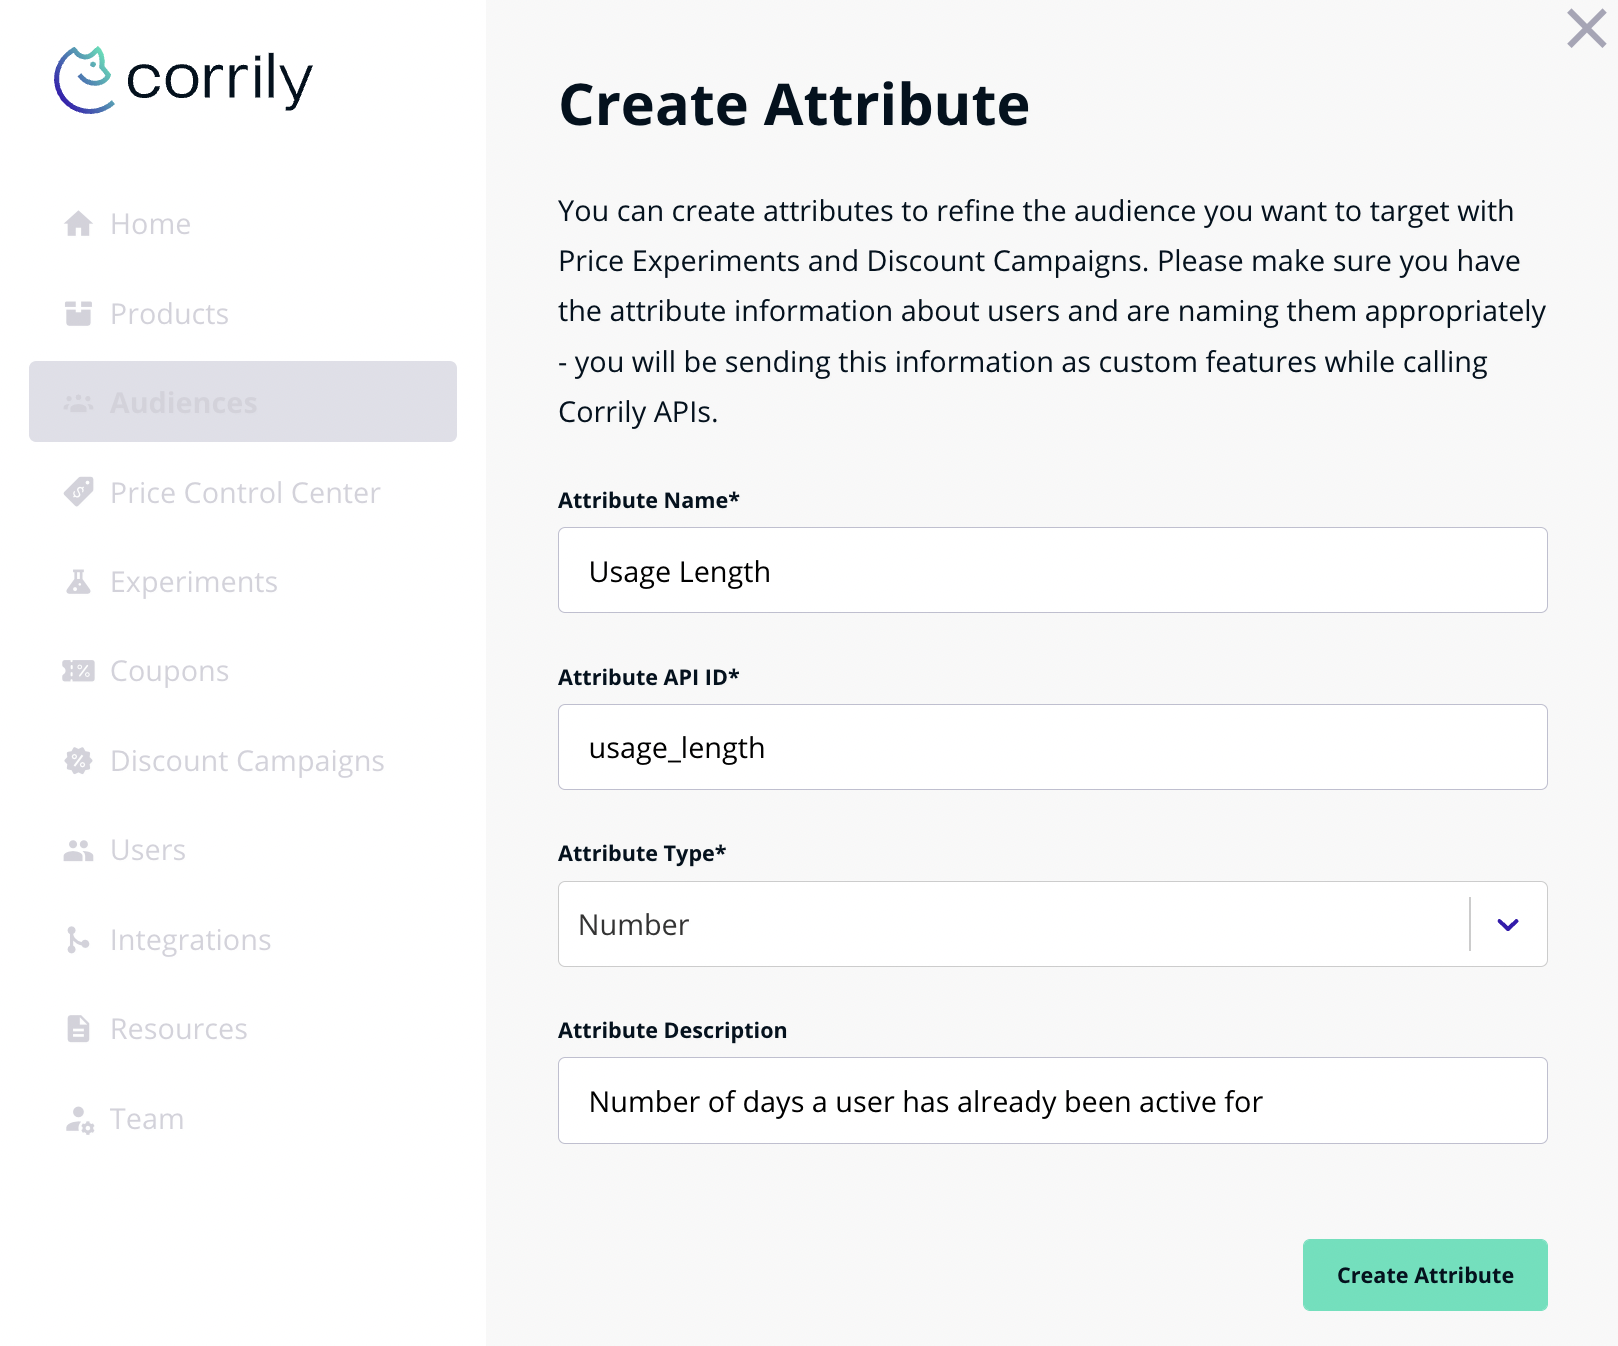 corrily
Home
Products
Audiences
Price Control Center
Experiments
Coupons
Discount Campaigns
Users
Integrations
Resources
Team
Create Attribute
You can create attributes to refine the audience you want to target with
Price Experiments and Discount Campaigns. Please make sure you have
the attribute information about users and are naming them appropriately
- you will be sending this information as custom features while calling
Corrily APIs.
Attribute Name*
Usage Length
Attribute API ID*
usage_length
Attribute Type*
Number
Attribute Description
Number of days a user has already been active for
Create Attribute